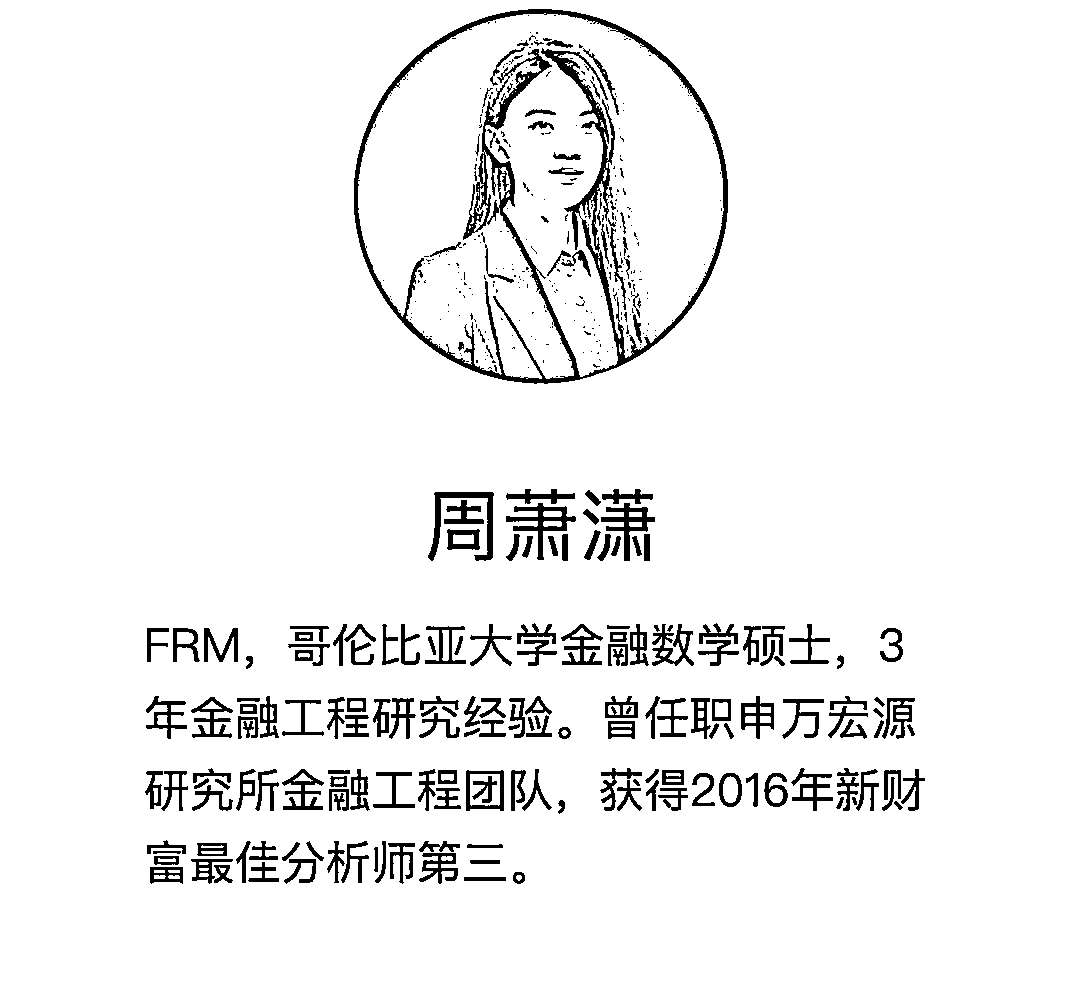 周萧潇
FRM，哥伦比亚大学金融数学硕士，3
年金融工程研究经验。曾任职申万宏源
研究所金融工程团队，获得2016年新财
富最佳分析师第三。